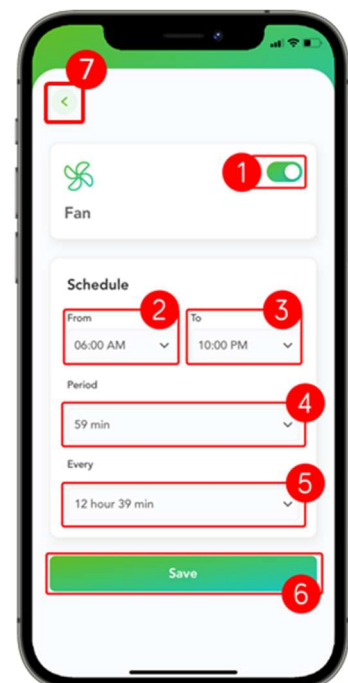 7
1
Fan
Schedule
From 2 To 3
06:00 AM 10:00 PM
Period
4
59 min
Every
5
12 hour 39 min
Save
6